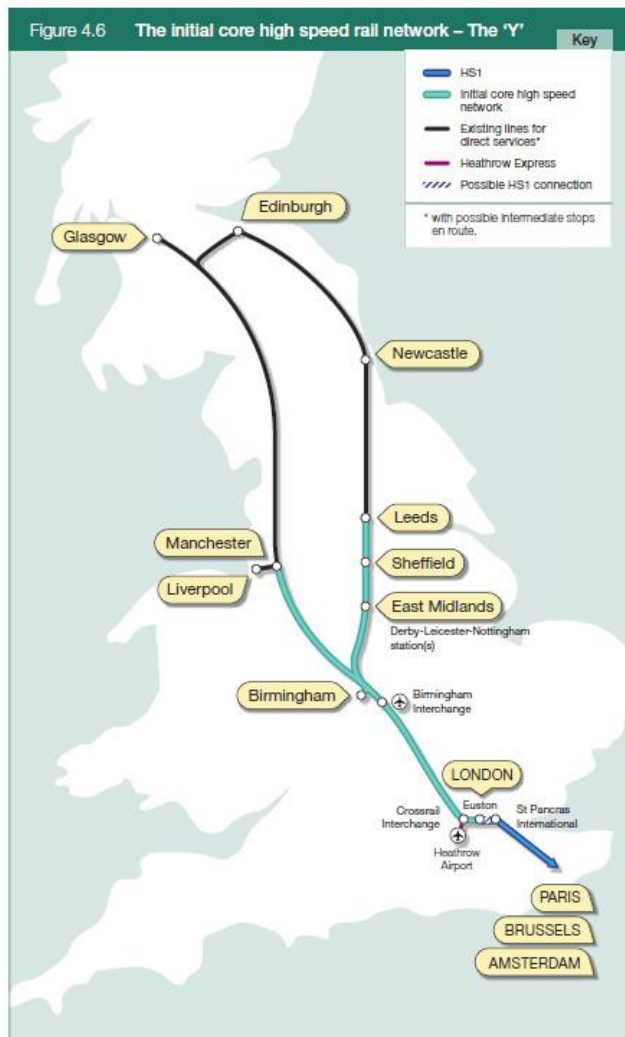 Figure 4.6 The initial core high speed rail network – The 'Y'
Key
HS1
Initial core high speed
network
Existing lines for
direct services*
Heathrow Express
Possible HS1 connection
* with possible intermediate stops
en route.
Edinburgh
Glasgow
Newcastle
Leeds
Manchester
Sheffield
Liverpool
East Midlands
Derby-Leicester-Nottingham
station(s)
Birmingham
Birmingham
Interchange
LONDON
Euston
Crossrail
Interchange
St Pancras
International
Heathrow
Airport
PARIS
BRUSSELS
AMSTERDAM